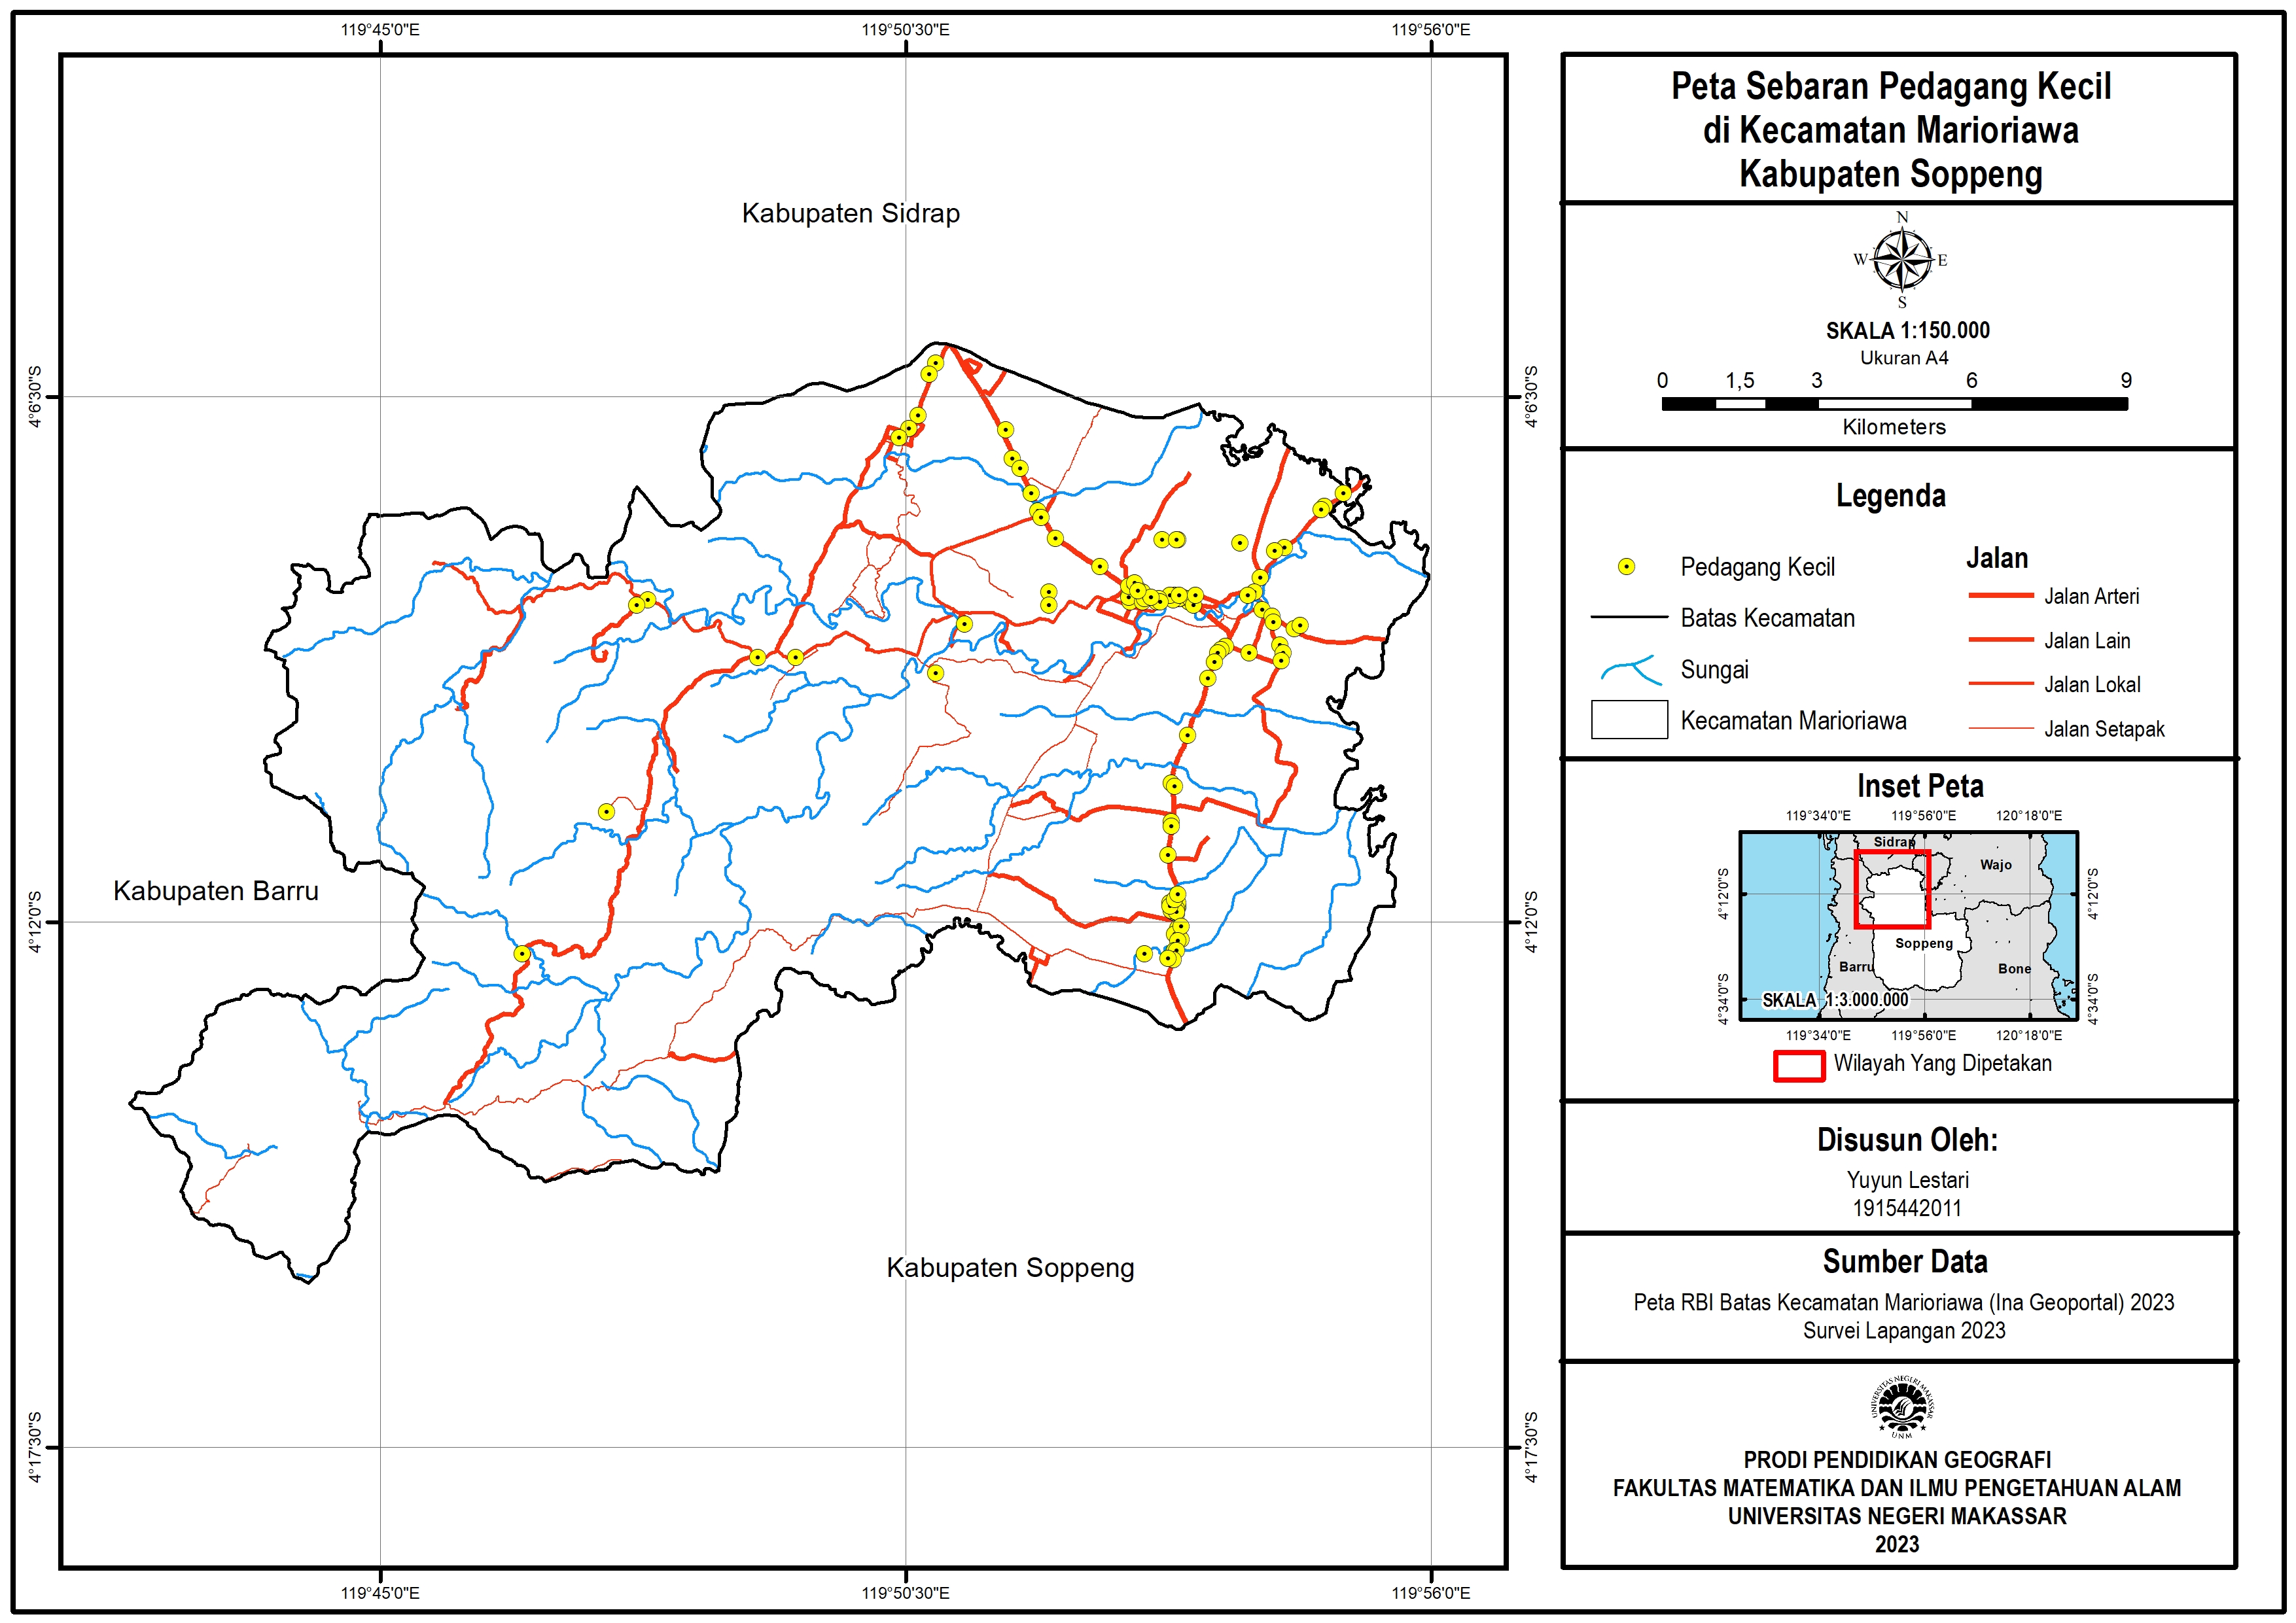 119°45'0"E
119°50'30"E
119°56'0"E
4°6'30"S
4°6'30"S
4°12'0"S
4°12'0"S
4°17'30"S
4°17'30"S
119°45'0"E
119°50'30"E
119°56'0"E
Kabupaten Sidrap
Kabupaten Barru
Kabupaten Soppeng
Peta Sebaran Pedagang Kecil
di Kecamatan Marioriawa
Kabupaten Soppeng
N
W
E
S
SKALA 1:150.000
Ukuran A4
0 1,5 3 6 9
Kilometers
Legenda
Pedagang Kecil
Batas Kecamatan
Sungai
Kecamatan Marioriawa
Jalan
Jalan Arteri
Jalan Lain
Jalan Lokal
Jalan Setapak
Inset Peta
119°34'0"E 119°56'0"E 120°18'0"E
4°12'0"S
4°12'0"S
4°34'0"S
4°34'0"S
Sidrap
Wajo
Soppeng
Barru
Bone
SKALA 1:3.000.000
119°34'0"E 119°56'0"E 120°18'0"E
Wilayah Yang Dipetakan
Disusun Oleh:
Yuyun Lestari
1915442011
Sumber Data
Peta RBI Batas Kecamatan Marioriawa (Ina Geoportal) 2023
Survei Lapangan 2023
UNIVERSITAS NEGERI MAKASSAR
UNM
PRODI PENDIDIKAN GEOGRAFI
FAKULTAS MATEMATIKA DAN ILMU PENGETAHUAN ALAM
UNIVERSITAS NEGERI MAKASSAR
2023